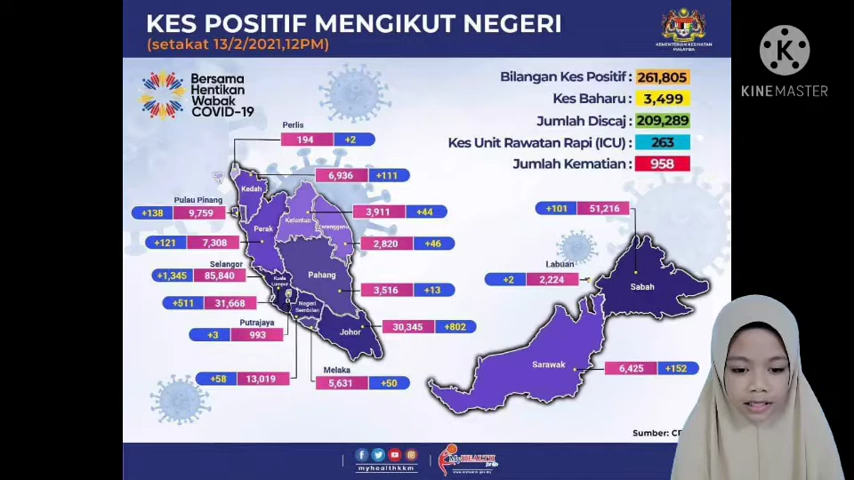 KES POSITIF MENGIKUT NEGERI
(setakat 13/2/2021,12PM)
KEMENTERIAN KESIHATAN
MALAYSIA
KINEMASTER
Bersama
Hentikan
Wabak
COVID-19
Bilangan Kes Positif : 261,805
Kes Baharu : 3,499
Jumlah Discaj : 209,289
Kes Unit Rawatan Rapi (ICU) : 263
Jumlah Kematian : 958
Perlis
194 +2
Kedah
6,936 +111
Pulau Pinang
+138 9,759
Kelantan
3,911 +44
Perak
+121 7,308
Terengganu
2,820 +46
Selangor
+1,345 85,840
Pahang
3,516 +13
Kuala
Lumpur
+511 31,668
Putrajaya
+3 993
Negeri
Sembilan
+58 13,019
Johor
30,345 +802
Melaka
5,631 +50
+101 51,216
Sabah
Labuan
+2 2,224
Sarawak
6,425 +152
Sumber:
myhealthkkm